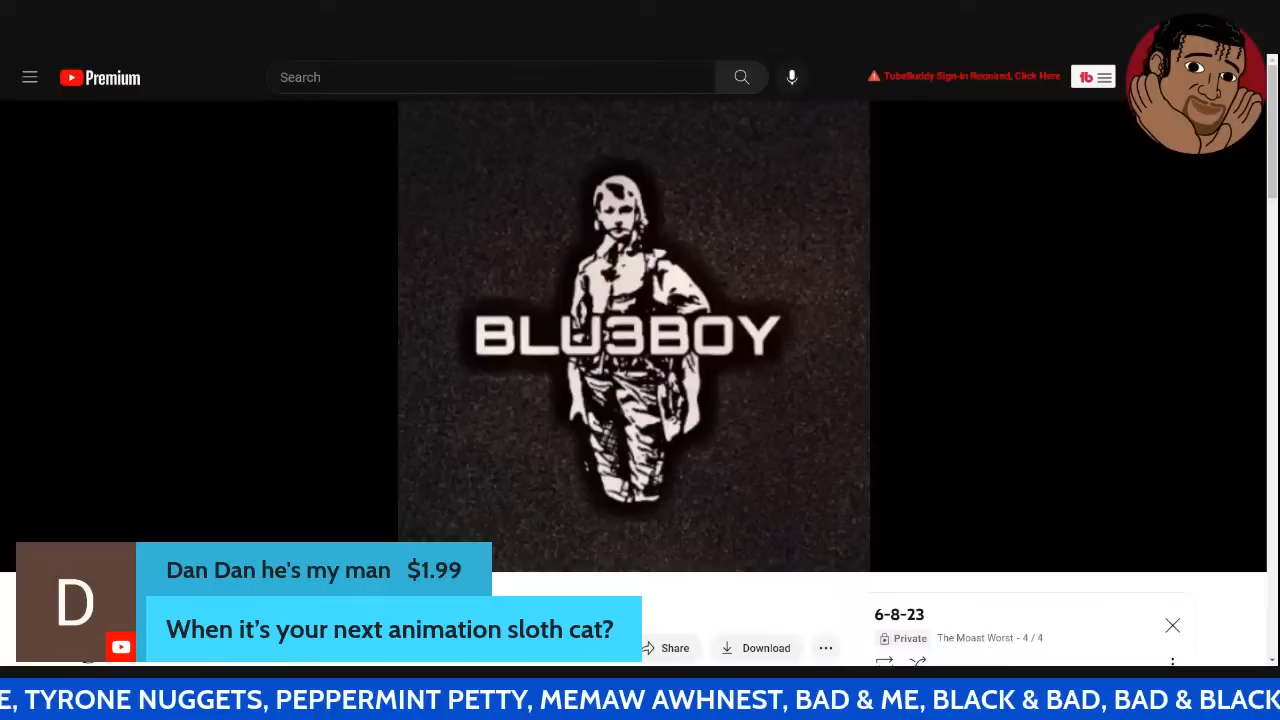 Premium
Search
TubeBuddy Sign-In Required, Click Here
tb
BLU3BOY
D
Dan Dan he's my man $1.99
When it’s your next animation sloth cat?
Share
Download
6-8-23
Private The Moast Worst - 4 / 4
E, TYRONE NUGGETS, PEPPERMINT PETTY, MEMAW AWHNEST, BAD & ME, BLACK & BAD, BAD & BLACK